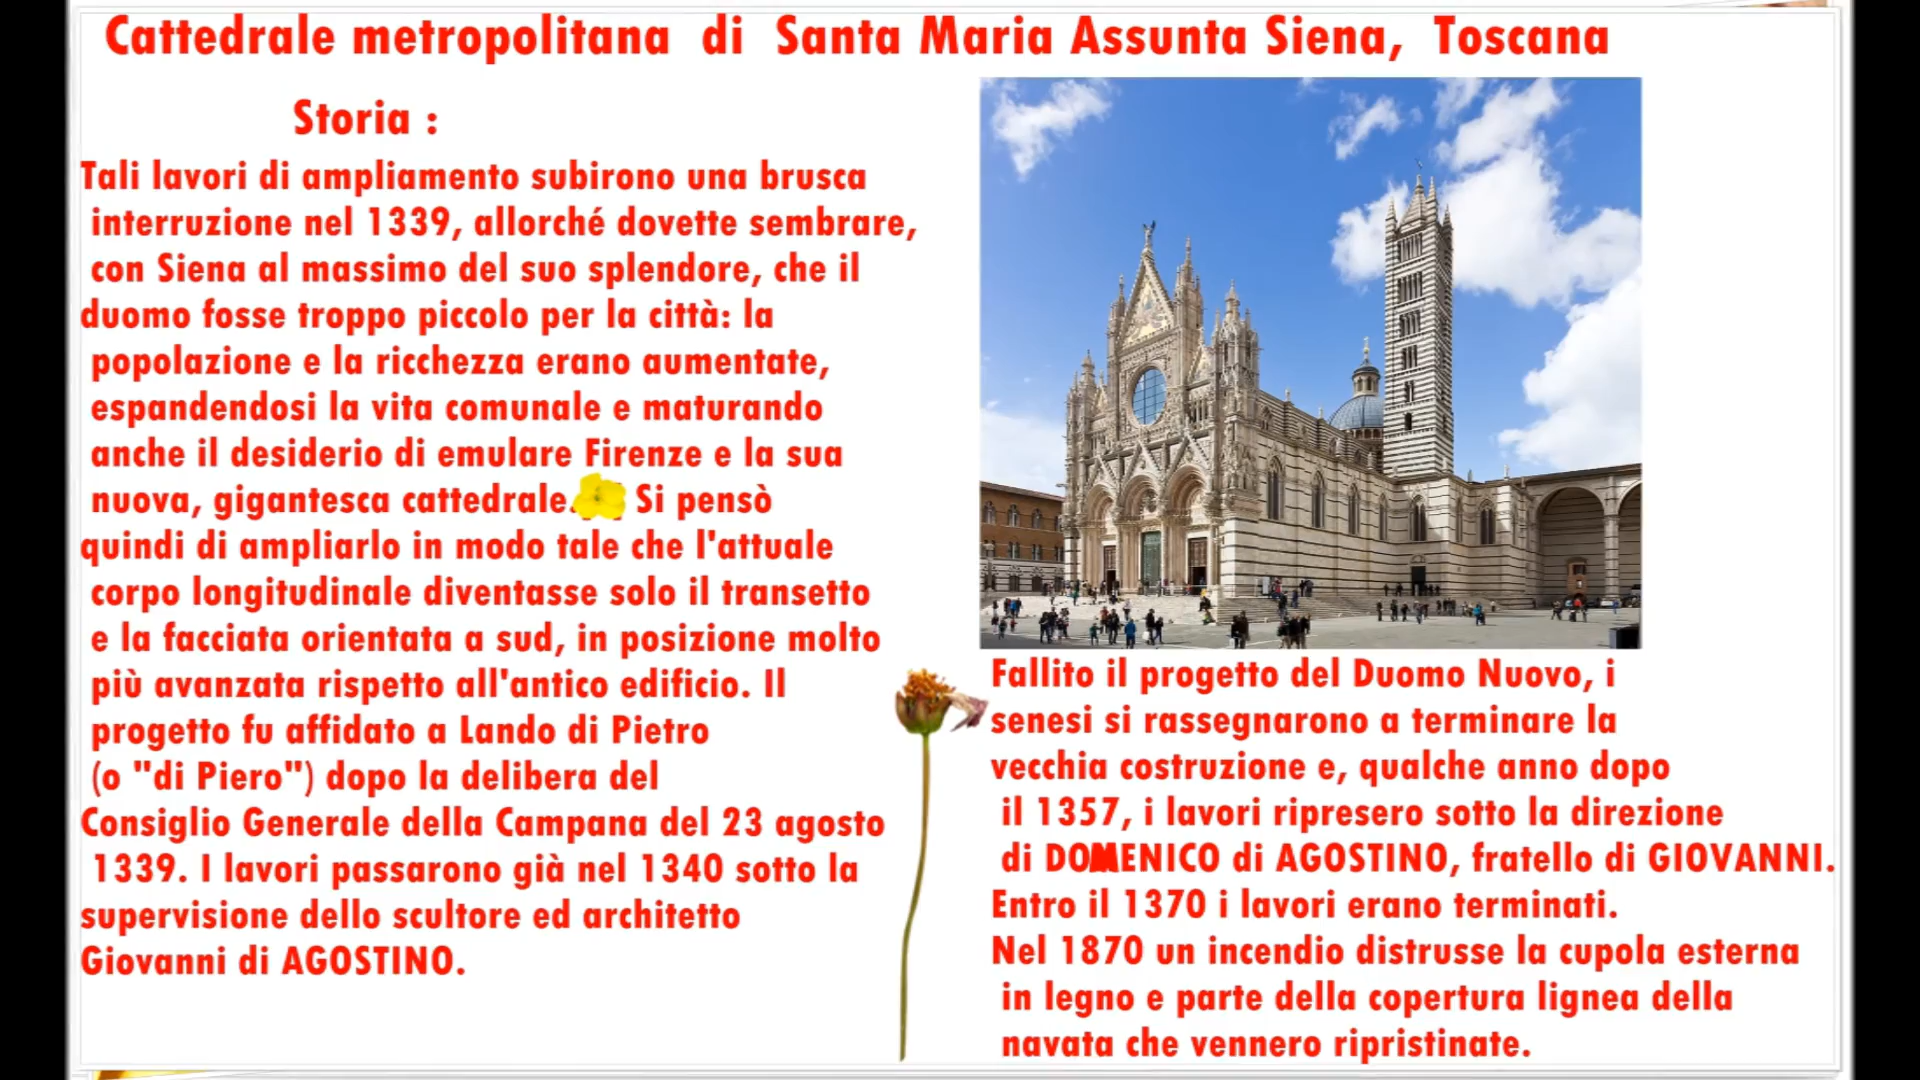 Cattedrale metropolitana di Santa Maria Assunta Siena, Toscana
Storia :
Tali lavori di ampliamento subirono una brusca
interruzione nel 1339, allorché dovette sembrare,
con Siena al massimo del suo splendore, che il
duomo fosse troppo piccolo per la città: la
popolazione e la ricchezza erano aumentate,
espandendosi la vita comunale e maturando
anche il desiderio di emulare Firenze e la sua
nuova, gigantesca cattedrale. Si pensò
quindi di ampliarlo in modo tale che l'attuale
corpo longitudinale diventasse solo il transetto
e la facciata orientata a sud, in posizione molto
più avanzata rispetto all'antico edificio. Il
progetto fu affidato a Lando di Pietro
(o "di Piero") dopo la delibera del
Consiglio Generale della Campana del 23 agosto
1339. I lavori passarono già nel 1340 sotto la
supervisione dello scultore ed architetto
Giovanni di AGOSTINO.
Fallito il progetto del Duomo Nuovo, i
senesi si rassegnarono a terminare la
vecchia costruzione e, qualche anno dopo
il 1357, i lavori ripresero sotto la direzione
di DOMENICO di AGOSTINO, fratello di GIOVANNI.
Entro il 1370 i lavori erano terminati.
Nel 1870 un incendio distrusse la cupola esterna
in legno e parte della copertura lignea della
navata che vennero ripristinate.